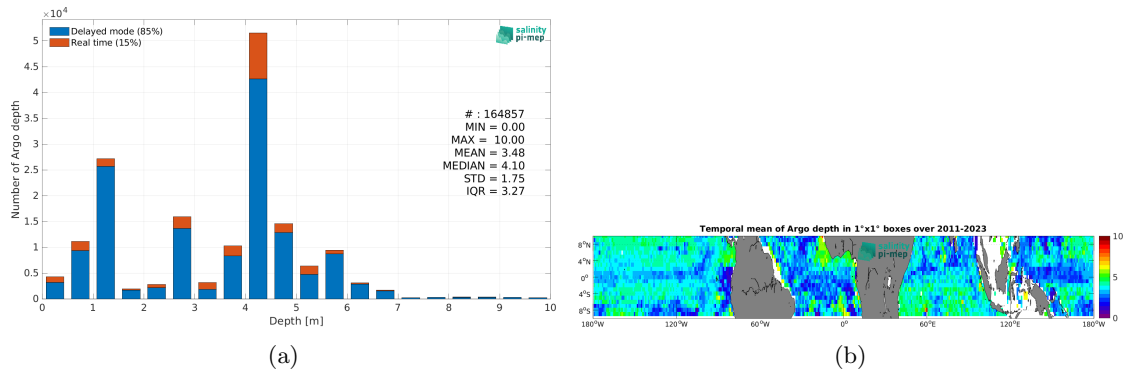 ×10⁴
Delayed mode (85%)
Real time (15%)
salinity
pi-mep
5
4.5
4
3.5
3
2.5
2
1.5
1
0.5
0
Number of Argo depth
# : 164857
MIN = 0.00
MAX = 10.00
MEAN = 3.48
MEDIAN = 4.10
STD = 1.75
IQR = 3.27
0 1 2 3 4 5 6 7 8 9 10
Depth [m]
(a)
Temporal mean of Argo depth in 1°x1° boxes over 2011-2023
salinity
pi-mep
8°N
4°N
0°
4°S
8°S
180°W 120°W 60°W 0° 60°E 120°E 180°W
10
5
0
(b)